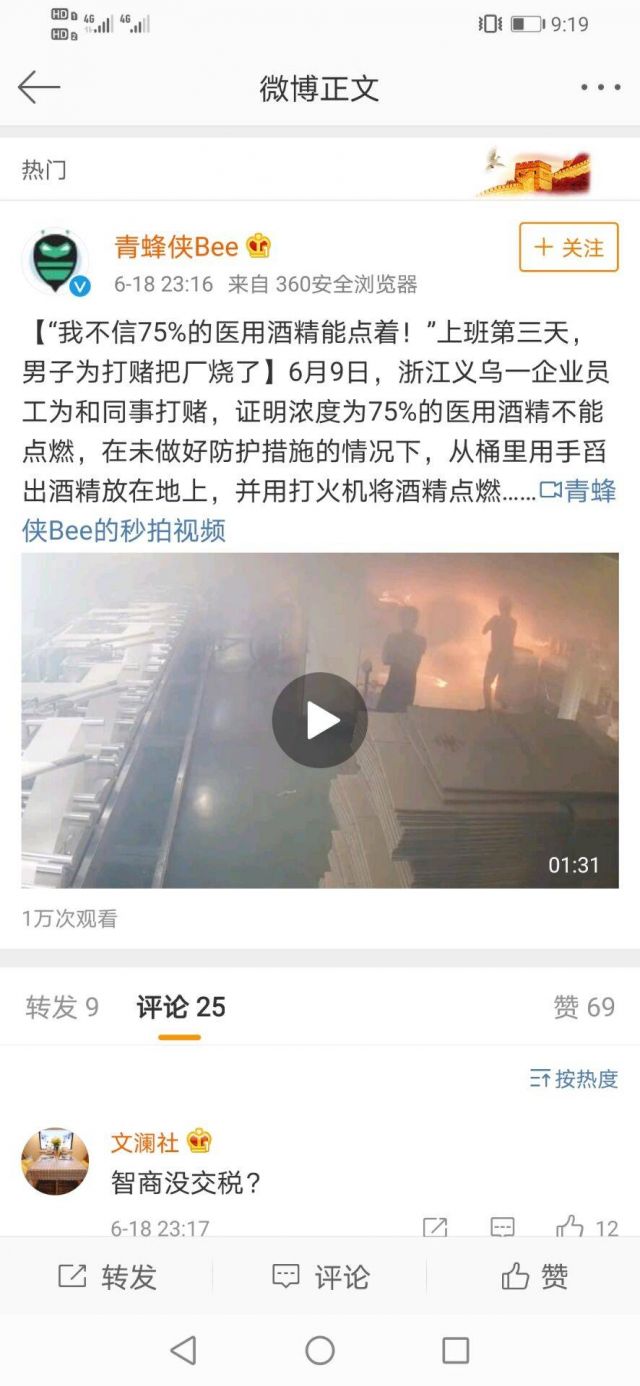 HD 1 4G 4G 9:19
HD 2
微博正文
热门
青蜂侠Bee
+ 关注
6-18 23:16 来自 360安全浏览器
【“我不信75%的医用酒精能点着！”上班第三天，
男子为打赌把厂烧了】6月9日，浙江义乌一企业员
工为和同事打赌，证明浓度为75%的医用酒精不能
点燃，在未做好防护措施的情况下，从桶里用手舀
出酒精放在地上，并用打火机将酒精点燃......青蜂
侠Bee的秒拍视频
01:31
1万次观看
转发 9 评论 25 赞 69
按热度
文澜社
智商没交税？
6-18 23:17 12
转发 评论 赞